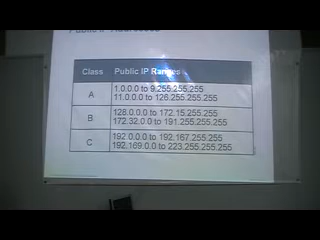 Public IP Addresses
Class Public IP Ranges
A 1.0.0.0 to 9.255.255.255
11.0.0.0 to 126.255.255.255
B 128.0.0.0 to 172.15.255.255
172.32.0.0 to 191.255.255.255
C 192.0.0.0 to 192.167.255.255
192.169.0.0 to 223.255.255.255